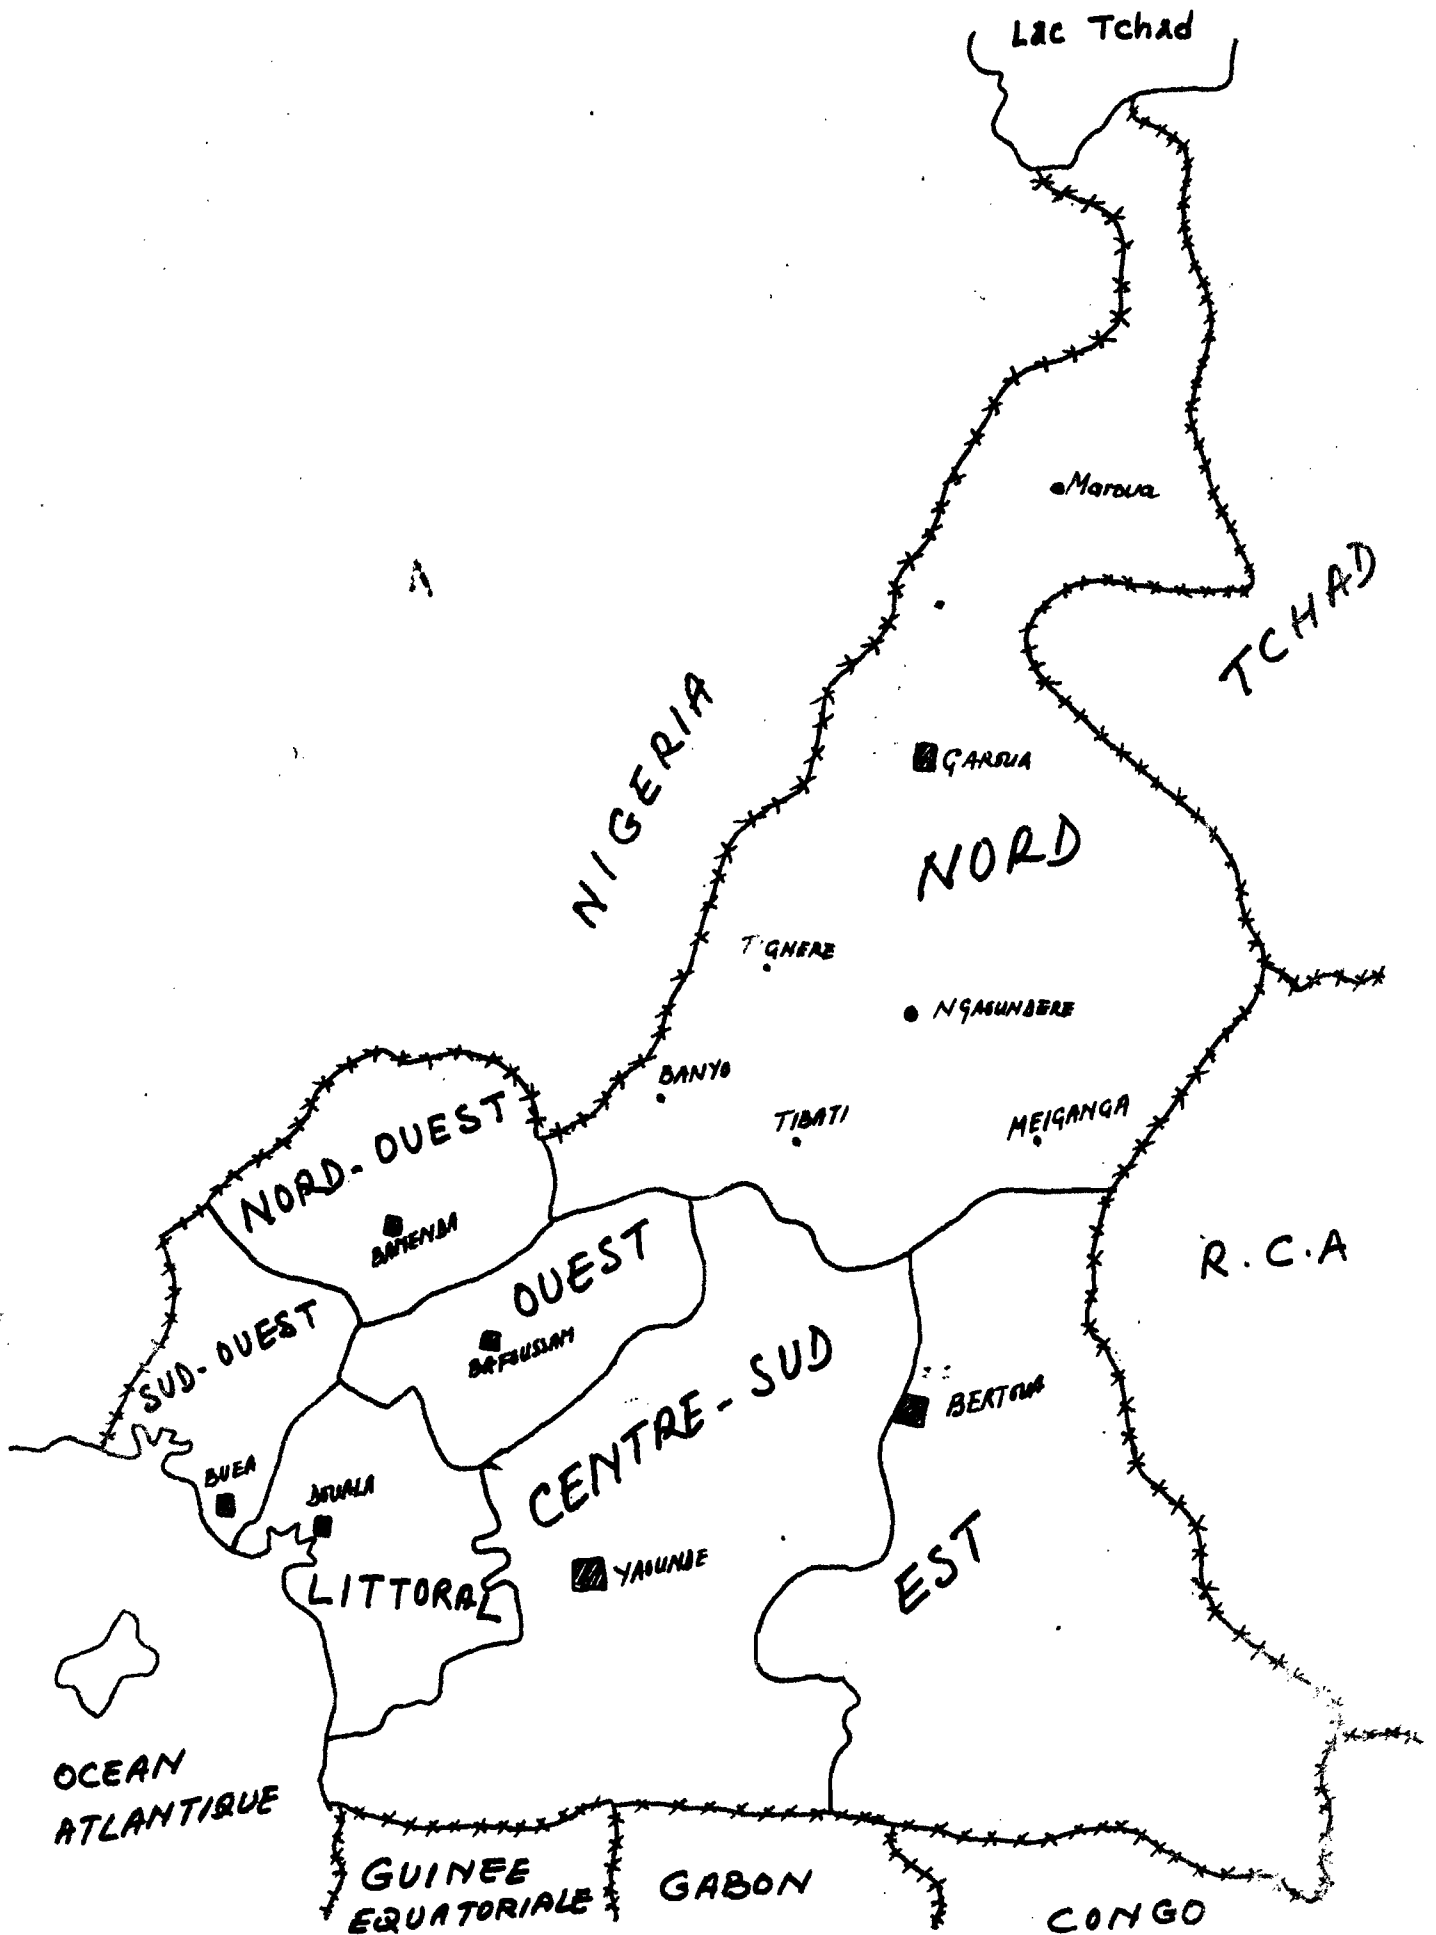 Lac Tchad
Maroua
TCHAD
NIGERIA
GAROUA
NORD
TIGNERE
NGAOUNDERE
BANYO
TIBATI
MEIGANGA
NORD-OUEST
BAMENDA
OUEST
BAFOUSSAM
R.C.A
SUD-OUEST
CENTRE-SUD
BERTOUA
BUEA
DOUALA
LITTORAL
YAOUNDE
EST
OCEAN
ATLANTIQUE
GUINEE
EQUATORIALE
GABON
CONGO